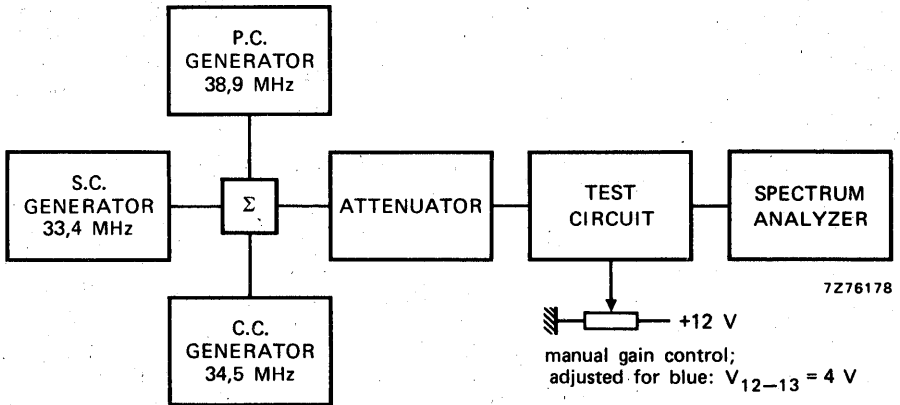 P.C.
GENERATOR
38,9 MHz
S.C.
GENERATOR
33,4 MHz
Σ
ATTENUATOR
TEST
CIRCUIT
SPECTRUM
ANALYZER
C.C.
GENERATOR
34,5 MHz
7Z76178
+12 V
manual gain control;
adjusted for blue: V12–13 = 4 V